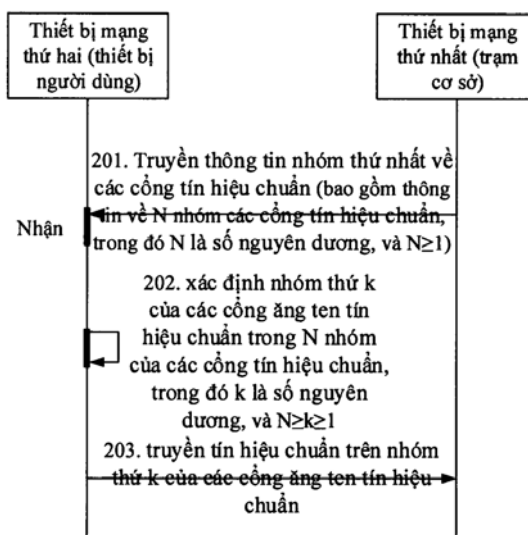 Thiết bị mạng
thứ hai (thiết bị
người dùng)
Thiết bị mạng
thứ nhất (trạm
cơ sở)
201. Truyền thông tin nhóm thứ nhất về
các cổng tín hiệu chuẩn (bao gồm thông
tin về N nhóm các cổng tín hiệu chuẩn,
trong đó N là số nguyên dương, và N≥1)
Nhận
202. xác định nhóm thứ k
của các cổng ăng ten tín
hiệu chuẩn trong N nhóm
của các cổng tín hiệu chuẩn,
trong đó k là số nguyên
dương, và N≥k≥1
203. truyền tín hiệu chuẩn trên nhóm
thứ k của các cổng ăng ten tín hiệu
chuẩn